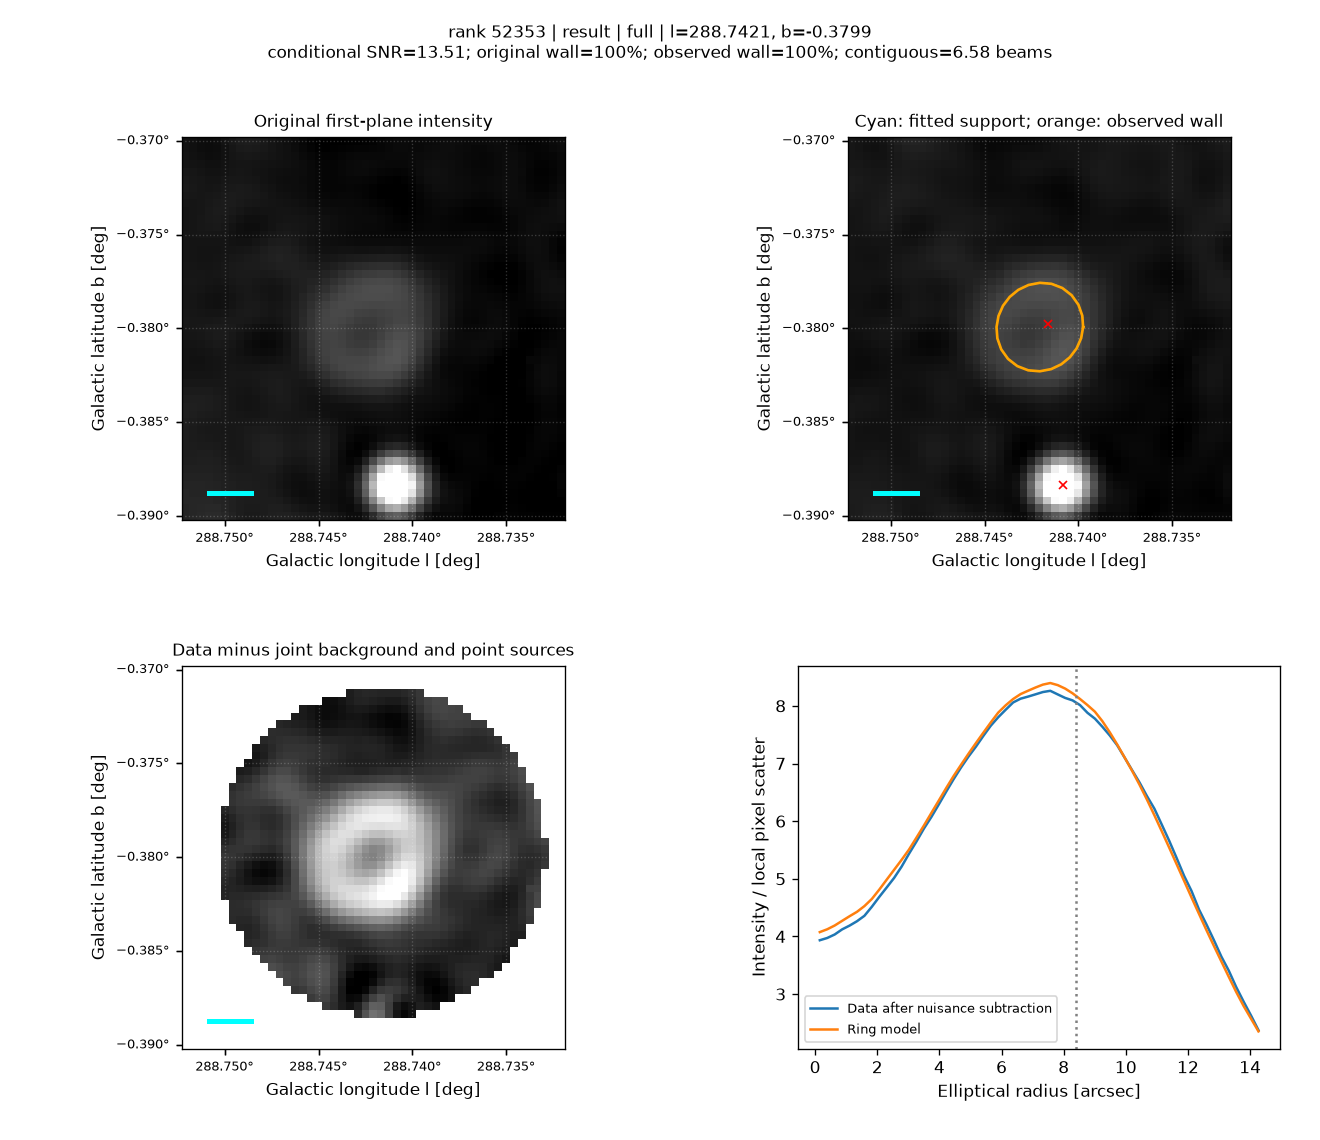 rank 52353 | result | full | l=288.7421, b=-0.3799
conditional SNR=13.51; original wall=100%; observed wall=100%; contiguous=6.58 beams
Original first-plane intensity
−0.370°
−0.375°
−0.380°
−0.385°
−0.390°
Galactic latitude b [deg]
288.750° 288.745° 288.740° 288.735°
Galactic longitude l [deg]
Cyan: fitted support; orange: observed wall
−0.370°
−0.375°
−0.380°
−0.385°
−0.390°
Galactic latitude b [deg]
288.750° 288.745° 288.740° 288.735°
Galactic longitude l [deg]
Data minus joint background and point sources
−0.370°
−0.375°
−0.380°
−0.385°
−0.390°
Galactic latitude b [deg]
288.750° 288.745° 288.740° 288.735°
Galactic longitude l [deg]
8
7
6
5
4
3
Intensity / local pixel scatter
Data after nuisance subtraction
Ring model
0 2 4 6 8 10 12 14
Elliptical radius [arcsec]